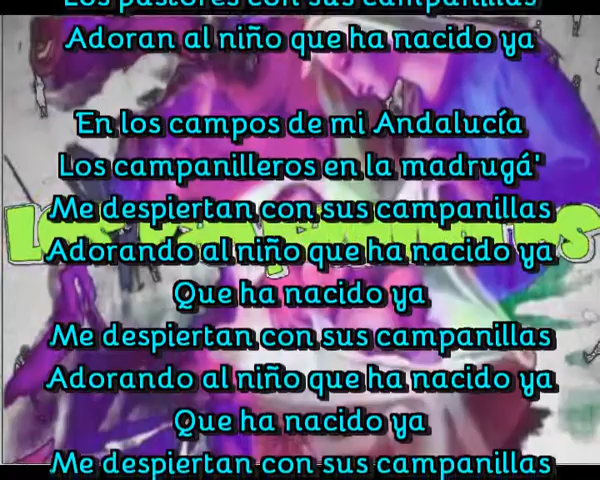 Los pastores con sus campanillas
Adoran al niño que ha nacido ya
En los campos de mi Andalucía
Los campanilleros en la madrugá'
Me despiertan con sus campanillas
Adorando al niño que ha nacido ya
Que ha nacido ya
Me despiertan con sus campanillas
Adorando al niño que ha nacido ya
Que ha nacido ya
Me despiertan con sus campanillas